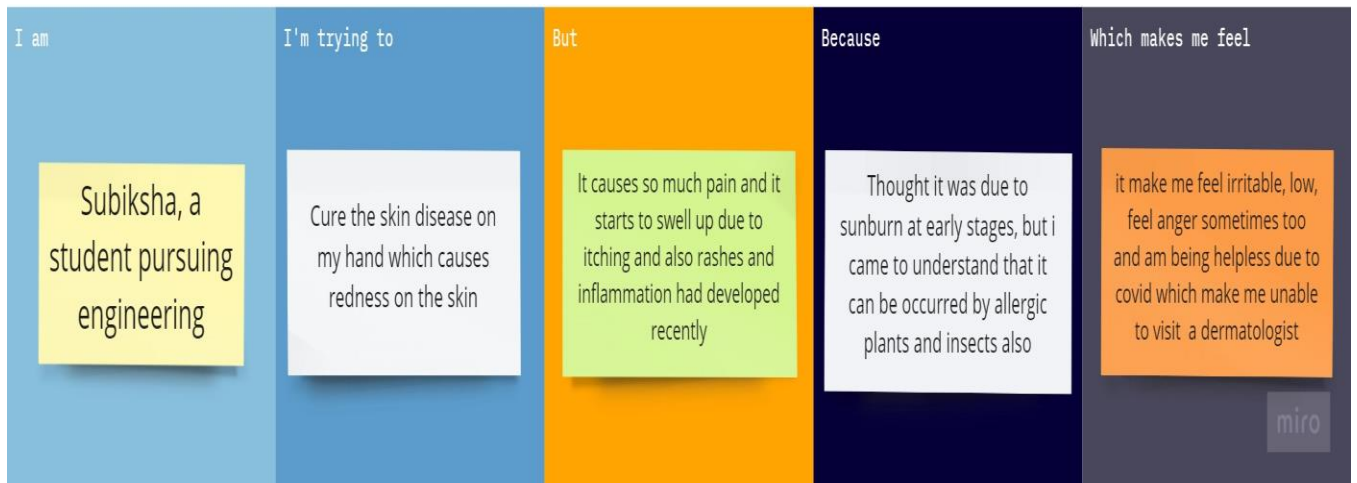 I am
Subiksha, a
student pursuing
engineering
I'm trying to
Cure the skin disease on
my hand which causes
redness on the skin
But
It causes so much pain and it
starts to swell up due to
itching and also rashes and
inflammation had developed
recently
Because
Thought it was due to
sunburn at early stages, but i
came to understand that it
can be occurred by allergic
plants and insects also
Which makes me feel
it make me feel irritable, low,
feel anger sometimes too
and am being helpless due to
covid which make me unable
to visit a dermatologist
miro